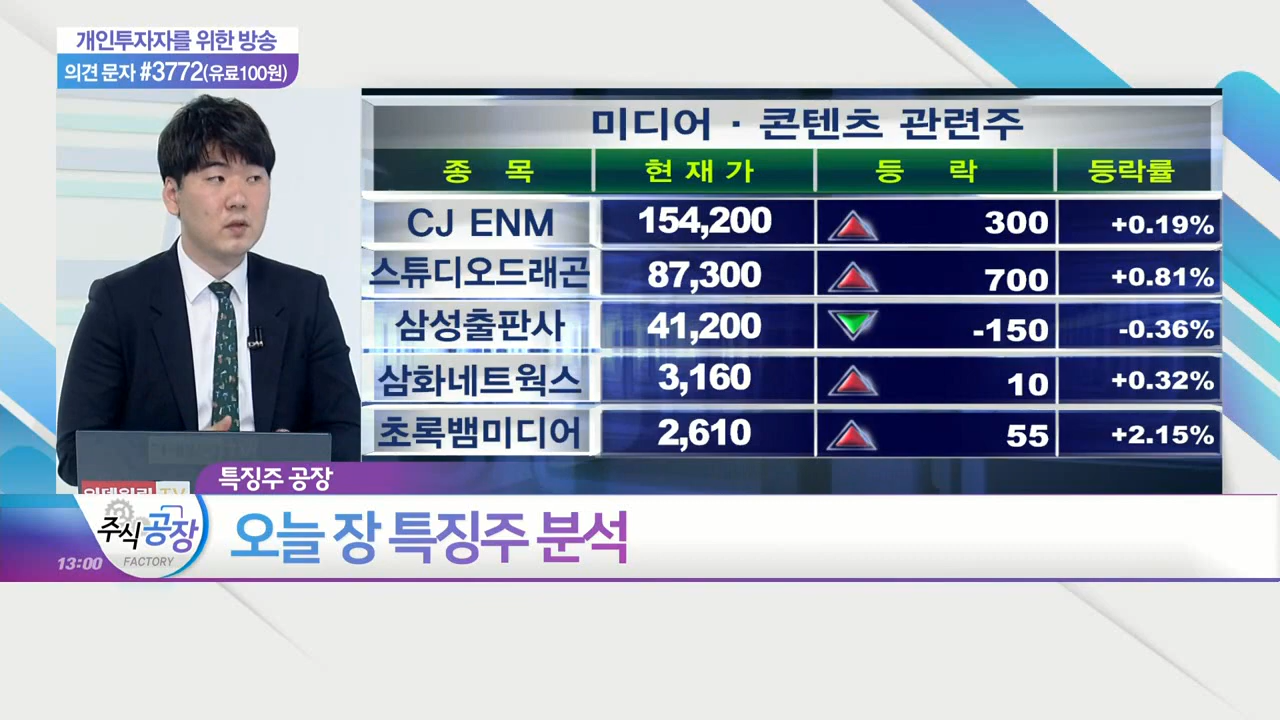 개인투자자를 위한 방송
의견 문자 #3772(유료100원)
미디어 · 콘텐츠 관련주
종 목 현 재 가 등 락 등락률
CJ ENM 154,200 300 +0.19%
스튜디오드래곤 87,300 700 +0.81%
삼성출판사 41,200 -150 -0.36%
삼화네트웍스 3,160 10 +0.32%
초록뱀미디어 2,610 55 +2.15%
특징주 공장
주식공장
FACTORY
13:00
오늘 장 특징주 분석